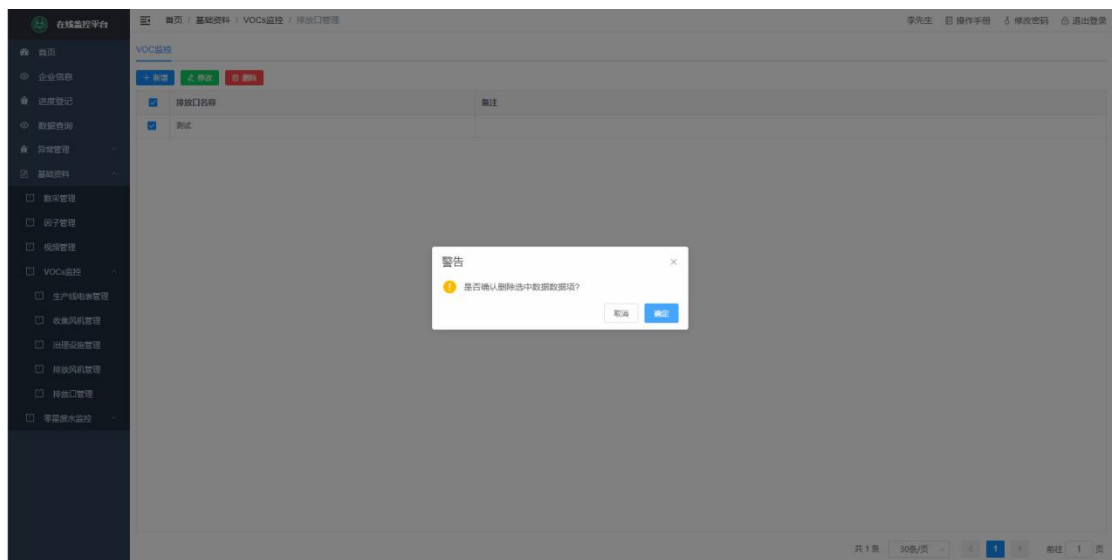 在线监控平台
首页 / 基础资料 / VOCs监控 / 排放口管理
李先生 操作手册 修改密码 退出登录
首页
企业信息
进度登记
数据查询
异常管理
基础资料
数采管理
因子管理
视频管理
VOCs监控
生产线电表管理
收集风机管理
治理设施管理
排放风机管理
排放口管理
零星废水监控
VOC监控
+ 新增 修改 删除
排放口名称 备注
测试
警告
是否确认删除选中数据数据项?
取消 确定
共 1 条 30条/页 1 前往 1 页